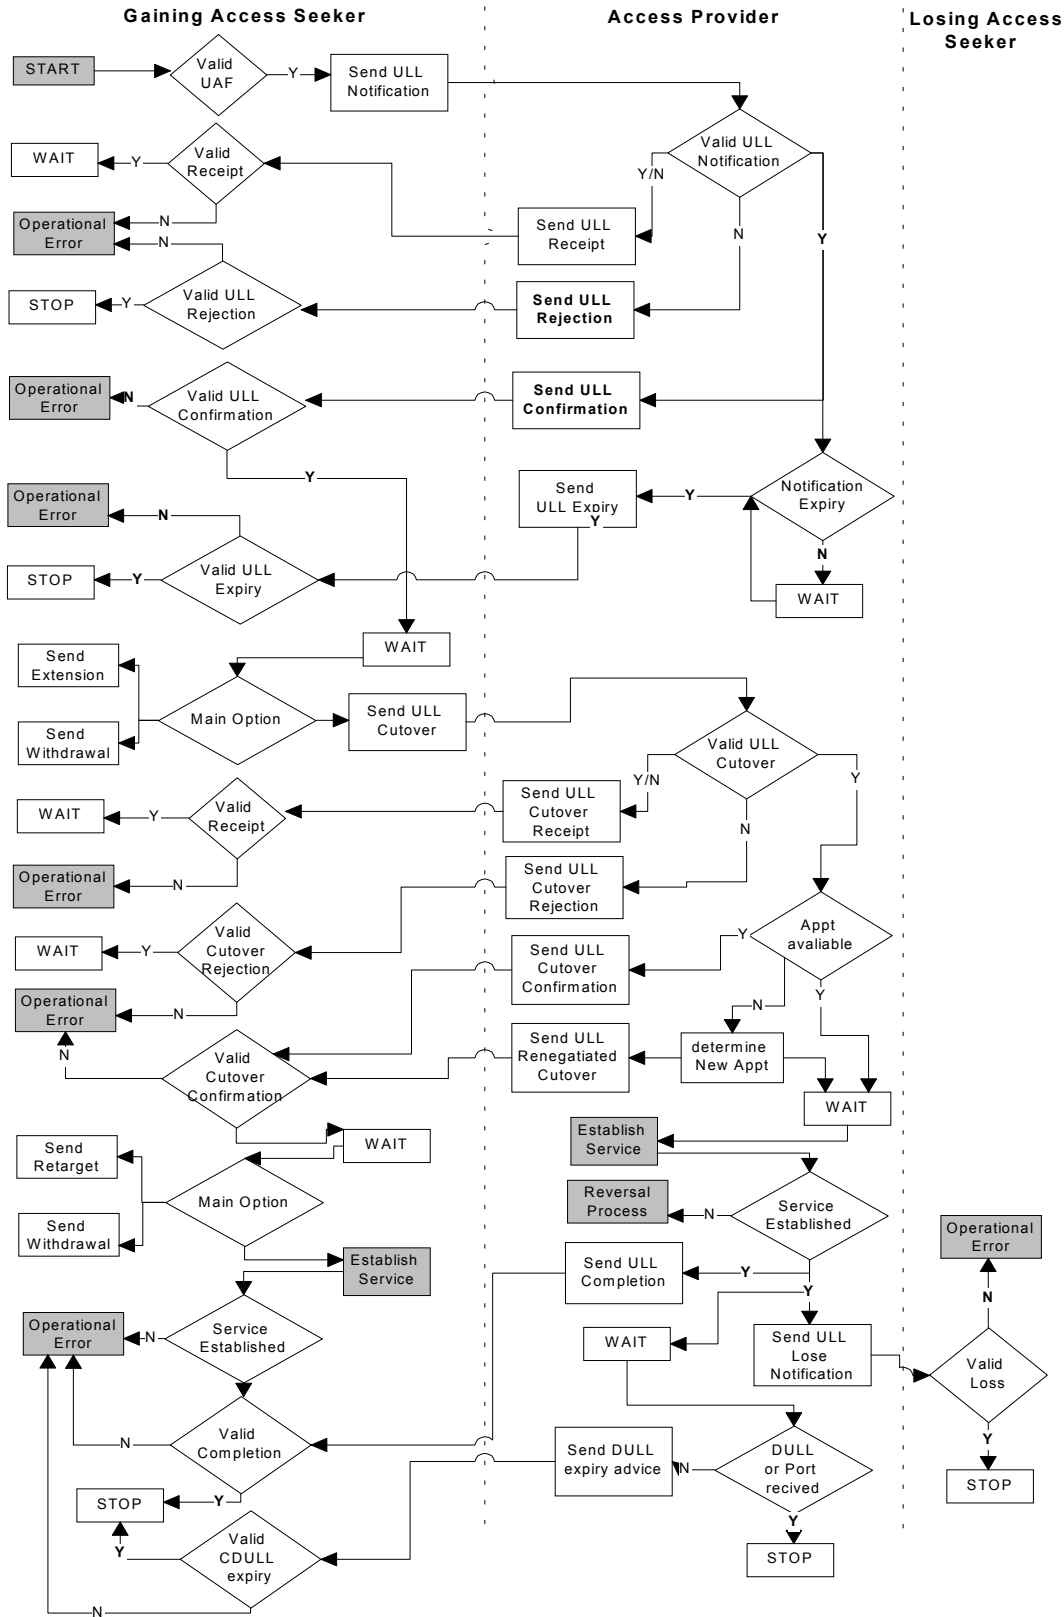 Gaining Access Seeker
Access Provider
Losing Access
Seeker
START
Valid
UAF
Y
Send ULL
Notification
Valid ULL
Notification
WAIT
Y
Valid
Receipt
Y/N
Operational
Error
N
N
Send ULL
Receipt
N
Y
STOP
Y
Valid ULL
Rejection
Send ULL
Rejection
Operational
Error
N
Valid ULL
Confirmation
Send ULL
Confirmation
Y
Operational
Error
N
Send
ULL Expiry
Y
Y
Notification
Expiry
N
STOP
Y
Valid ULL
Expiry
WAIT
WAIT
Send
Extension
Main Option
Send ULL
Cutover
Send
Withdrawal
Valid ULL
Cutover
Y/N
Y
WAIT
Y
Valid
Receipt
Send ULL
Cutover
Receipt
N
Operational
Error
N
Send ULL
Cutover
Rejection
WAIT
Y
Valid
Cutover
Rejection
Appt
avaliable
Y
Send ULL
Cutover
Confirmation
Y
N
Operational
Error
N
N
Valid
Cutover
Confirmation
Send ULL
Renegatiated
Cutover
determine
New Appt
WAIT
Send
Retarget
WAIT
Establish
Service
Main Option
Send
Withdrawal
Reversal
Process
N
Service
Established
Operational
Error
Establish
Service
Send ULL
Completion
Y
Y
N
Operational
Error
N
Service
Established
WAIT
Y
Send ULL
Lose
Notification
Valid
Loss
Y
N
Valid
Completion
Send DULL
expiry advice
N
DULL
or Port
recived
STOP
STOP
Y
Y
Valid
CDULL
expiry
Y
STOP
N